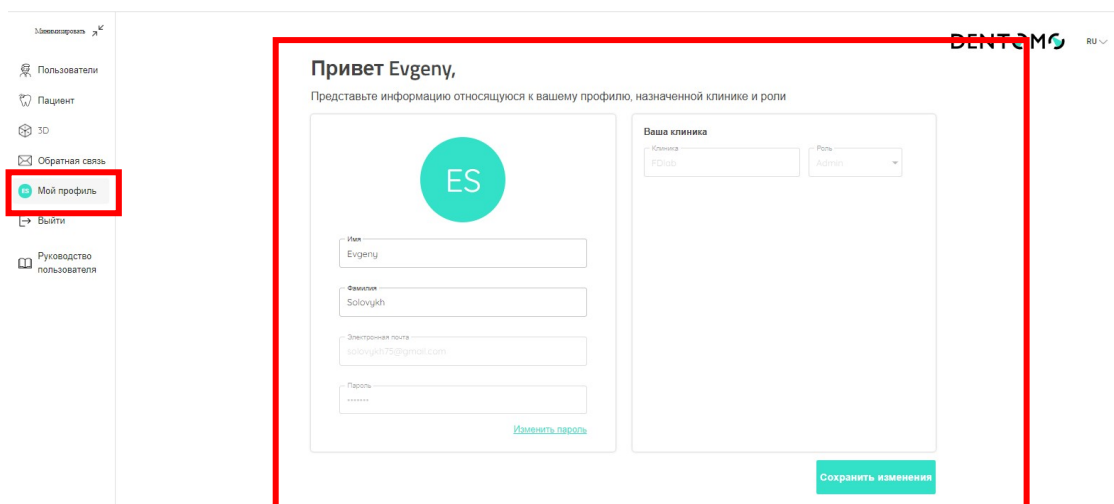 Минимизировать
Пользователи
Пациент
3D
Обратная связь
ES Мой профиль
Выйти
Руководство
пользователя
DENTOMO
RU
Привет Evgeny,
Представьте информацию относящуюся к вашему профилю, назначенной клинике и роли
ES
Имя
Evgeny
Фамилия
Solovykh
Электронная почта
solovykh75@gmail.com
Пароль
•••••••
Изменить пароль
Ваша клиника
Клиника
FDlab
Роль
Admin
Сохранить изменения